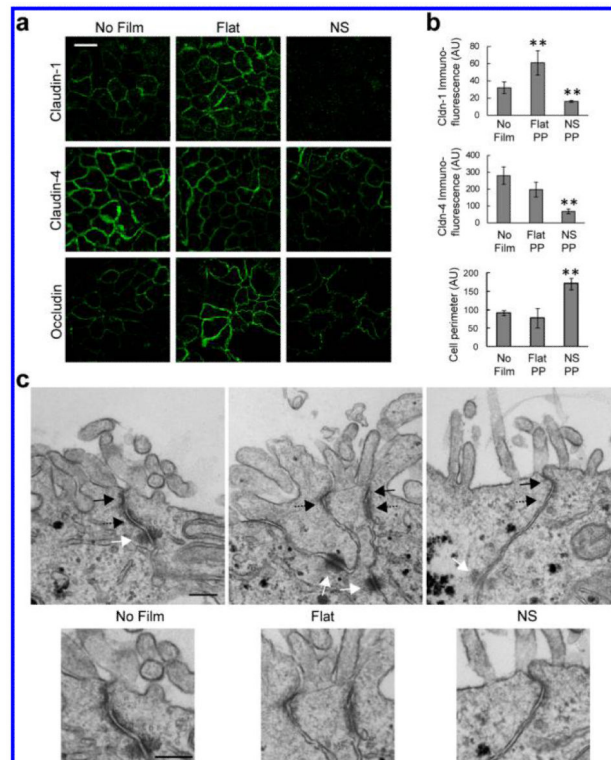 a
No Film Flat NS
Claudin-1
Claudin-4
Occludin
b
Cldn-1 Immuno-
fluorescence (AU)
80
60
40
20
0
**
**
No Film
Flat PP
NS PP
Cldn-4 Immuno-
fluorescence (AU)
400
300
200
100
0
**
No Film
Flat PP
NS PP
Cell perimeter (AU)
200
150
100
50
0
**
No Film
Flat PP
NS PP
c
No Film Flat NS